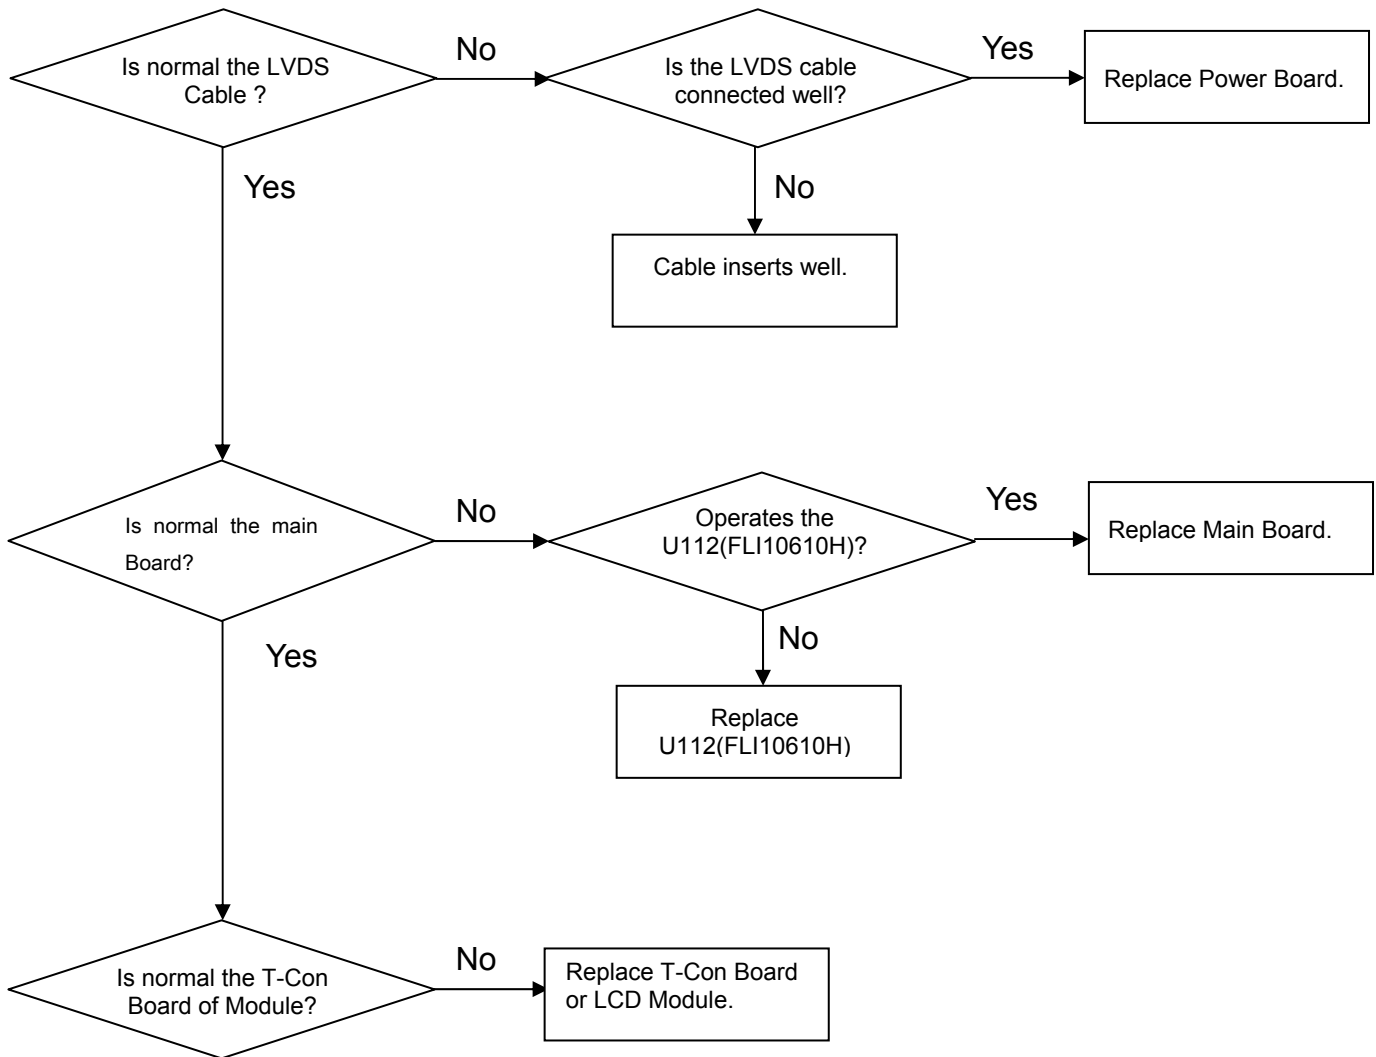 Is normal the LVDS
Cable ?
No
Is the LVDS cable
connected well?
Yes
Replace Power Board.
Yes
No
Cable inserts well.
Is normal the main
Board?
No
Operates the
U112(FLI10610H)?
Yes
Replace Main Board.
Yes
No
Replace
U112(FLI10610H)
Is normal the T-Con
Board of Module?
No
Replace T-Con Board
or LCD Module.